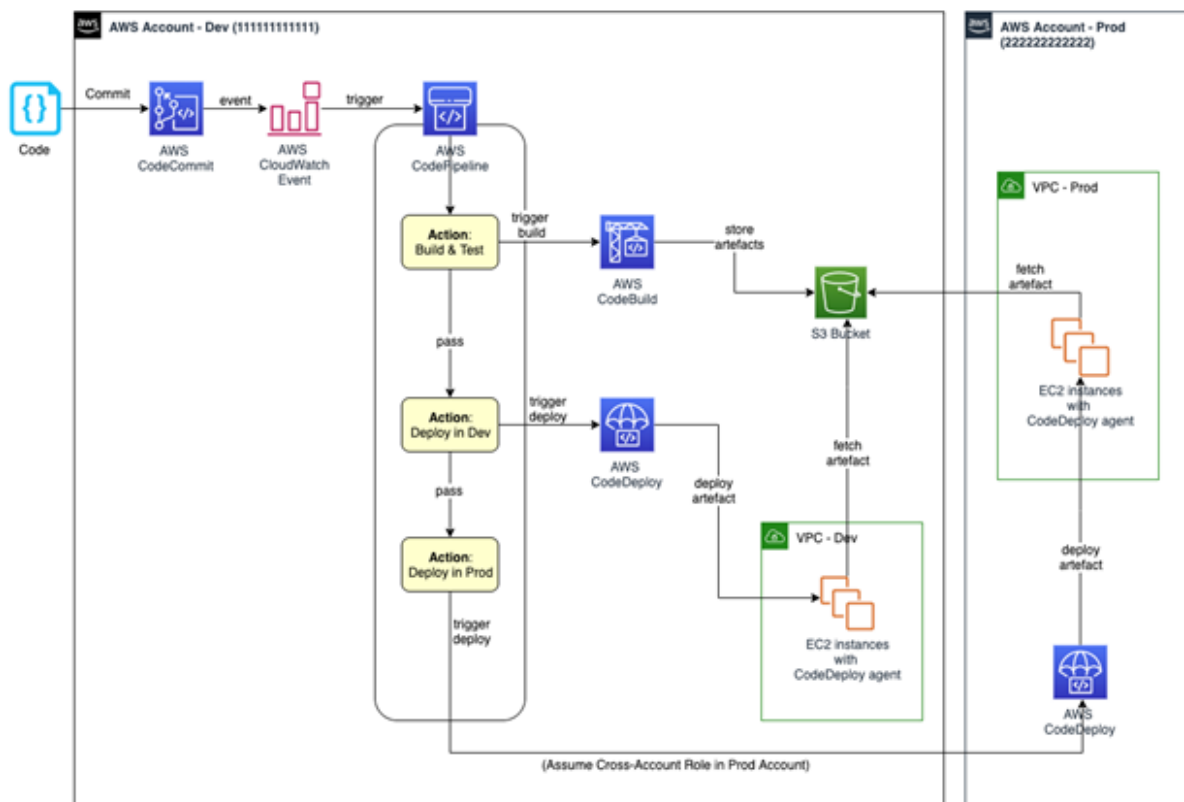 AWS Account - Dev (111111111111)
AWS Account - Prod
(222222222222)
Commit
event
trigger
Code
AWS
CodeCommit
AWS
CloudWatch
Event
AWS
CodePipeline
VPC - Prod
Action:
Build & Test
trigger
build
store
artefacts
AWS
CodeBuild
fetch
artefact
S3 Bucket
pass
EC2 instances
with
CodeDeploy agent
Action:
Deploy in Dev
trigger
deploy
AWS
CodeDeploy
fetch
artefact
deploy
artefact
pass
VPC - Dev
Action:
Deploy in Prod
deploy
artefact
trigger
deploy
EC2 instances
with
CodeDeploy agent
AWS
CodeDeploy
(Assume Cross-Account Role in Prod Account)